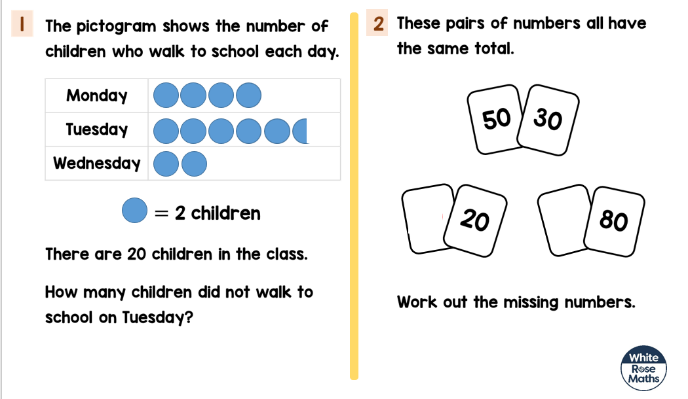 1
The pictogram shows the number of
children who walk to school each day.
Monday
Tuesday
Wednesday
= 2 children
There are 20 children in the class.
How many children did not walk to
school on Tuesday?
2
These pairs of numbers all have
the same total.
50 30
20
80
Work out the missing numbers.
White
Rose
Maths